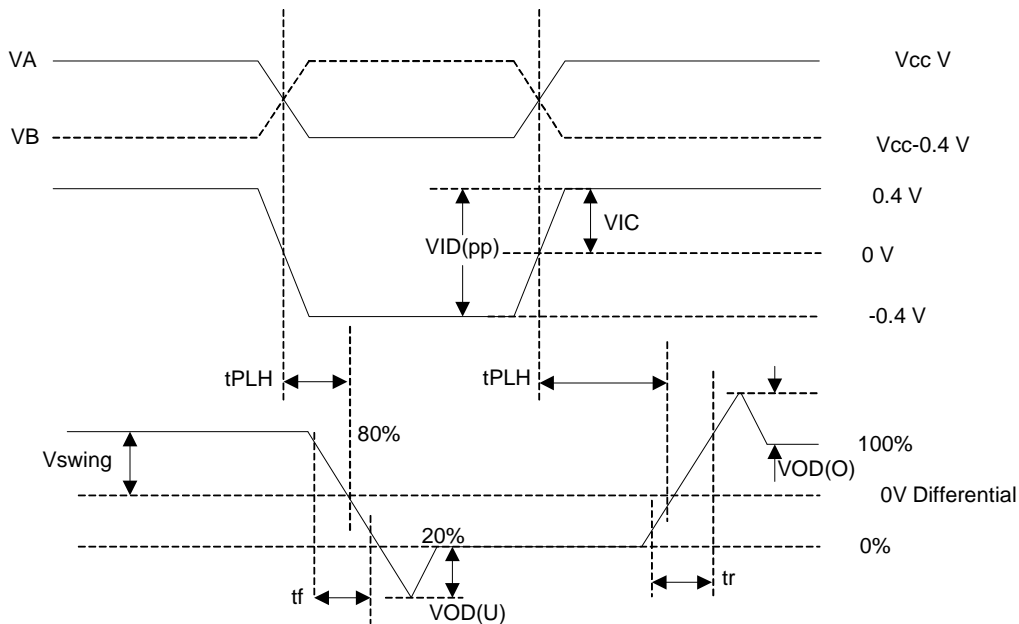 VA
Vcc V
VB
Vcc-0.4 V
0.4 V
VIC
VID(pp)
0 V
-0.4 V
tPLH
tPLH
80%
100%
Vswing
VOD(O)
0V Differential
20%
0%
tf
VOD(U)
tr